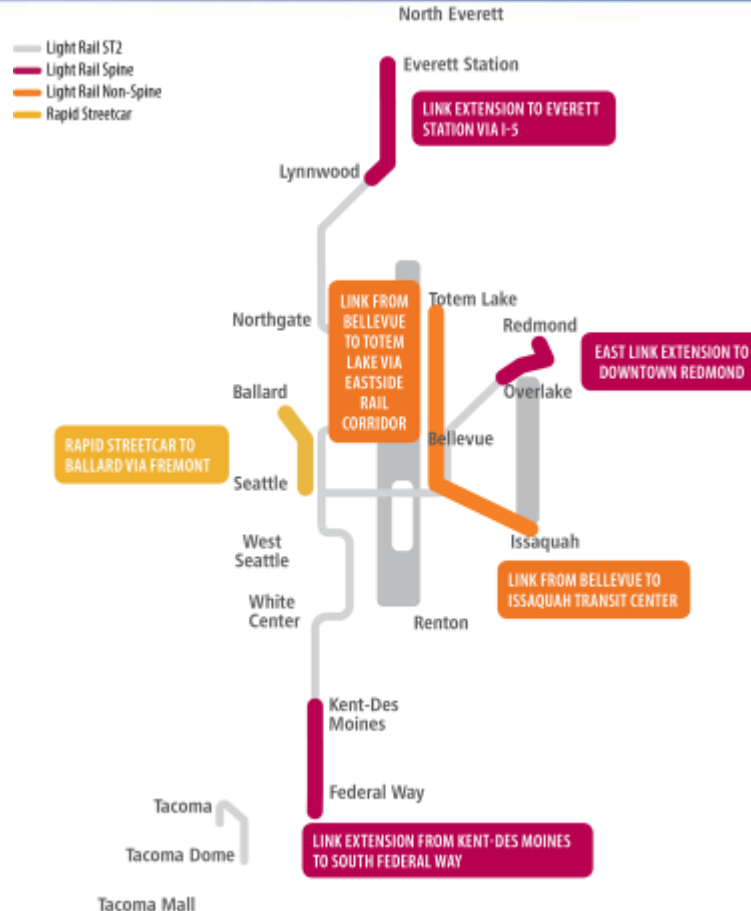 North Everett
Light Rail ST2
Light Rail Spine
Light Rail Non-Spine
Rapid Streetcar
Everett Station
LINK EXTENSION TO EVERETT
STATION VIA I-5
Lynnwood
Northgate
LINK FROM
BELLEVUE
TO TOTEM
LAKE VIA
EASTSIDE
RAIL
CORRIDOR
Totem Lake
Redmond
EAST LINK EXTENSION TO
DOWNTOWN REDMOND
Overlake
Ballard
RAPID STREETCAR TO
BALLARD VIA FREMONT
Bellevue
Seattle
West
Seattle
Issaquah
LINK FROM BELLEVUE TO
ISSAQUAH TRANSIT CENTER
White
Center
Renton
Kent-Des
Moines
Federal Way
Tacoma
LINK EXTENSION FROM KENT-DES MOINES
TO SOUTH FEDERAL WAY
Tacoma Dome
Tacoma Mall